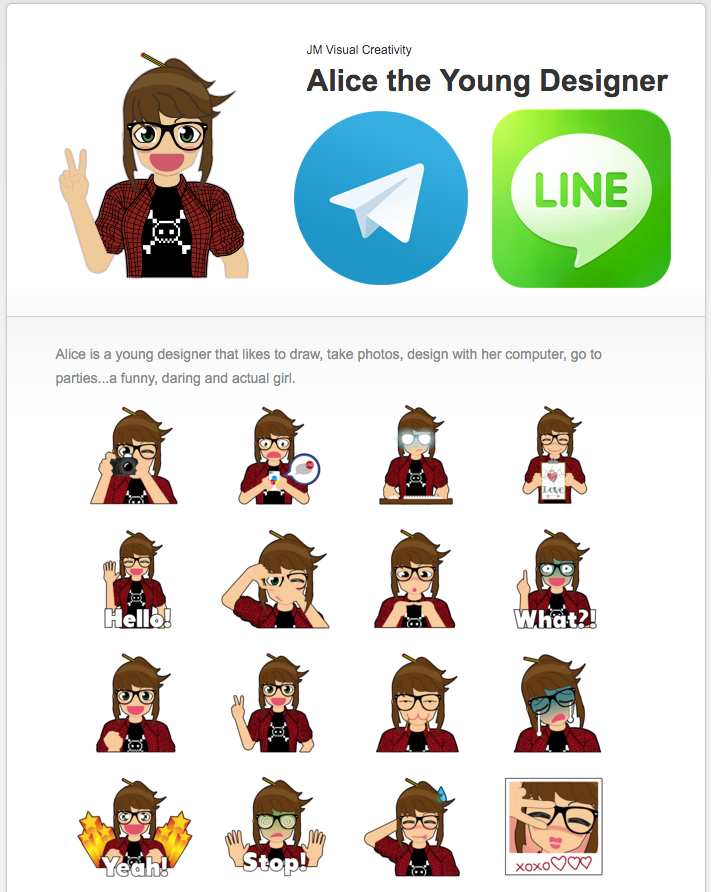 JM Visual Creativity
Alice the Young Designer
LINE
Alice is a young designer that likes to draw, take photos, design with her computer, go to
parties...a funny, daring and actual girl.
LOVE
Hello!
What?!
Yeah!
Stop!
xoxo